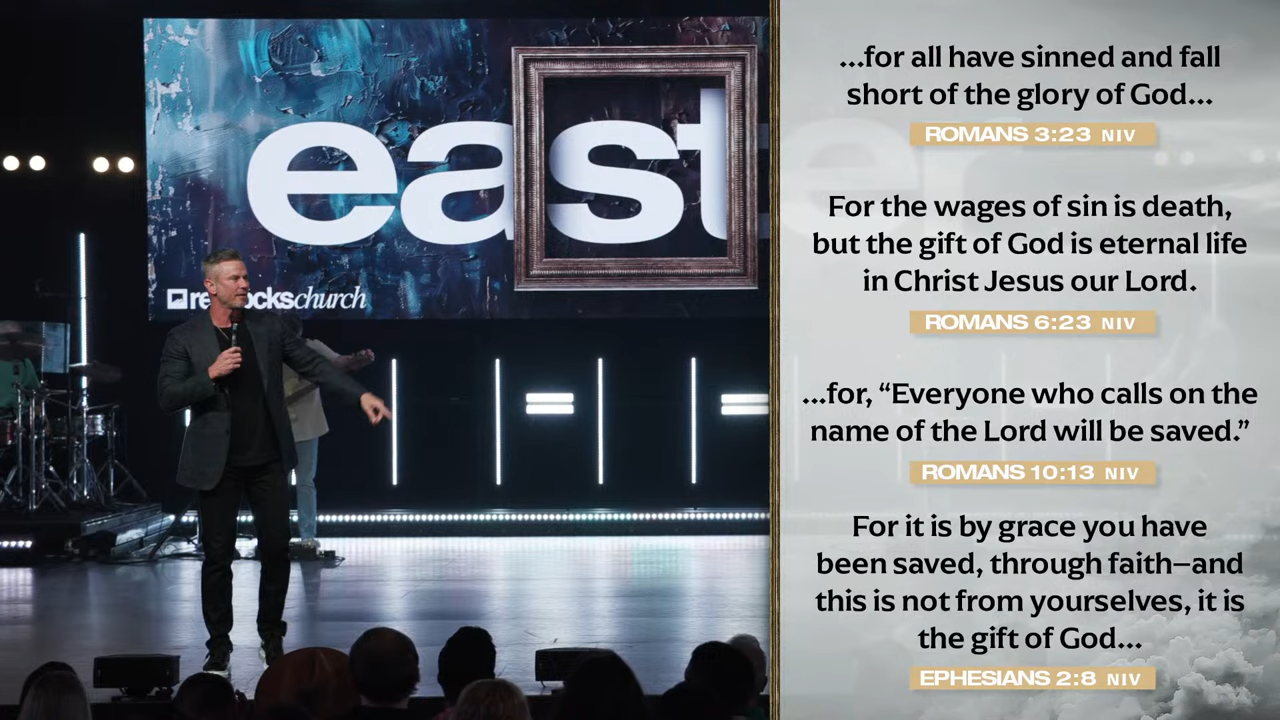 east
red rockschurch
...for all have sinned and fall
short of the glory of God...
ROMANS 3:23 NIV
For the wages of sin is death,
but the gift of God is eternal life
in Christ Jesus our Lord.
ROMANS 6:23 NIV
...for, “Everyone who calls on the
name of the Lord will be saved.”
ROMANS 10:13 NIV
For it is by grace you have
been saved, through faith—and
this is not from yourselves, it is
the gift of God...
EPHESIANS 2:8 NIV